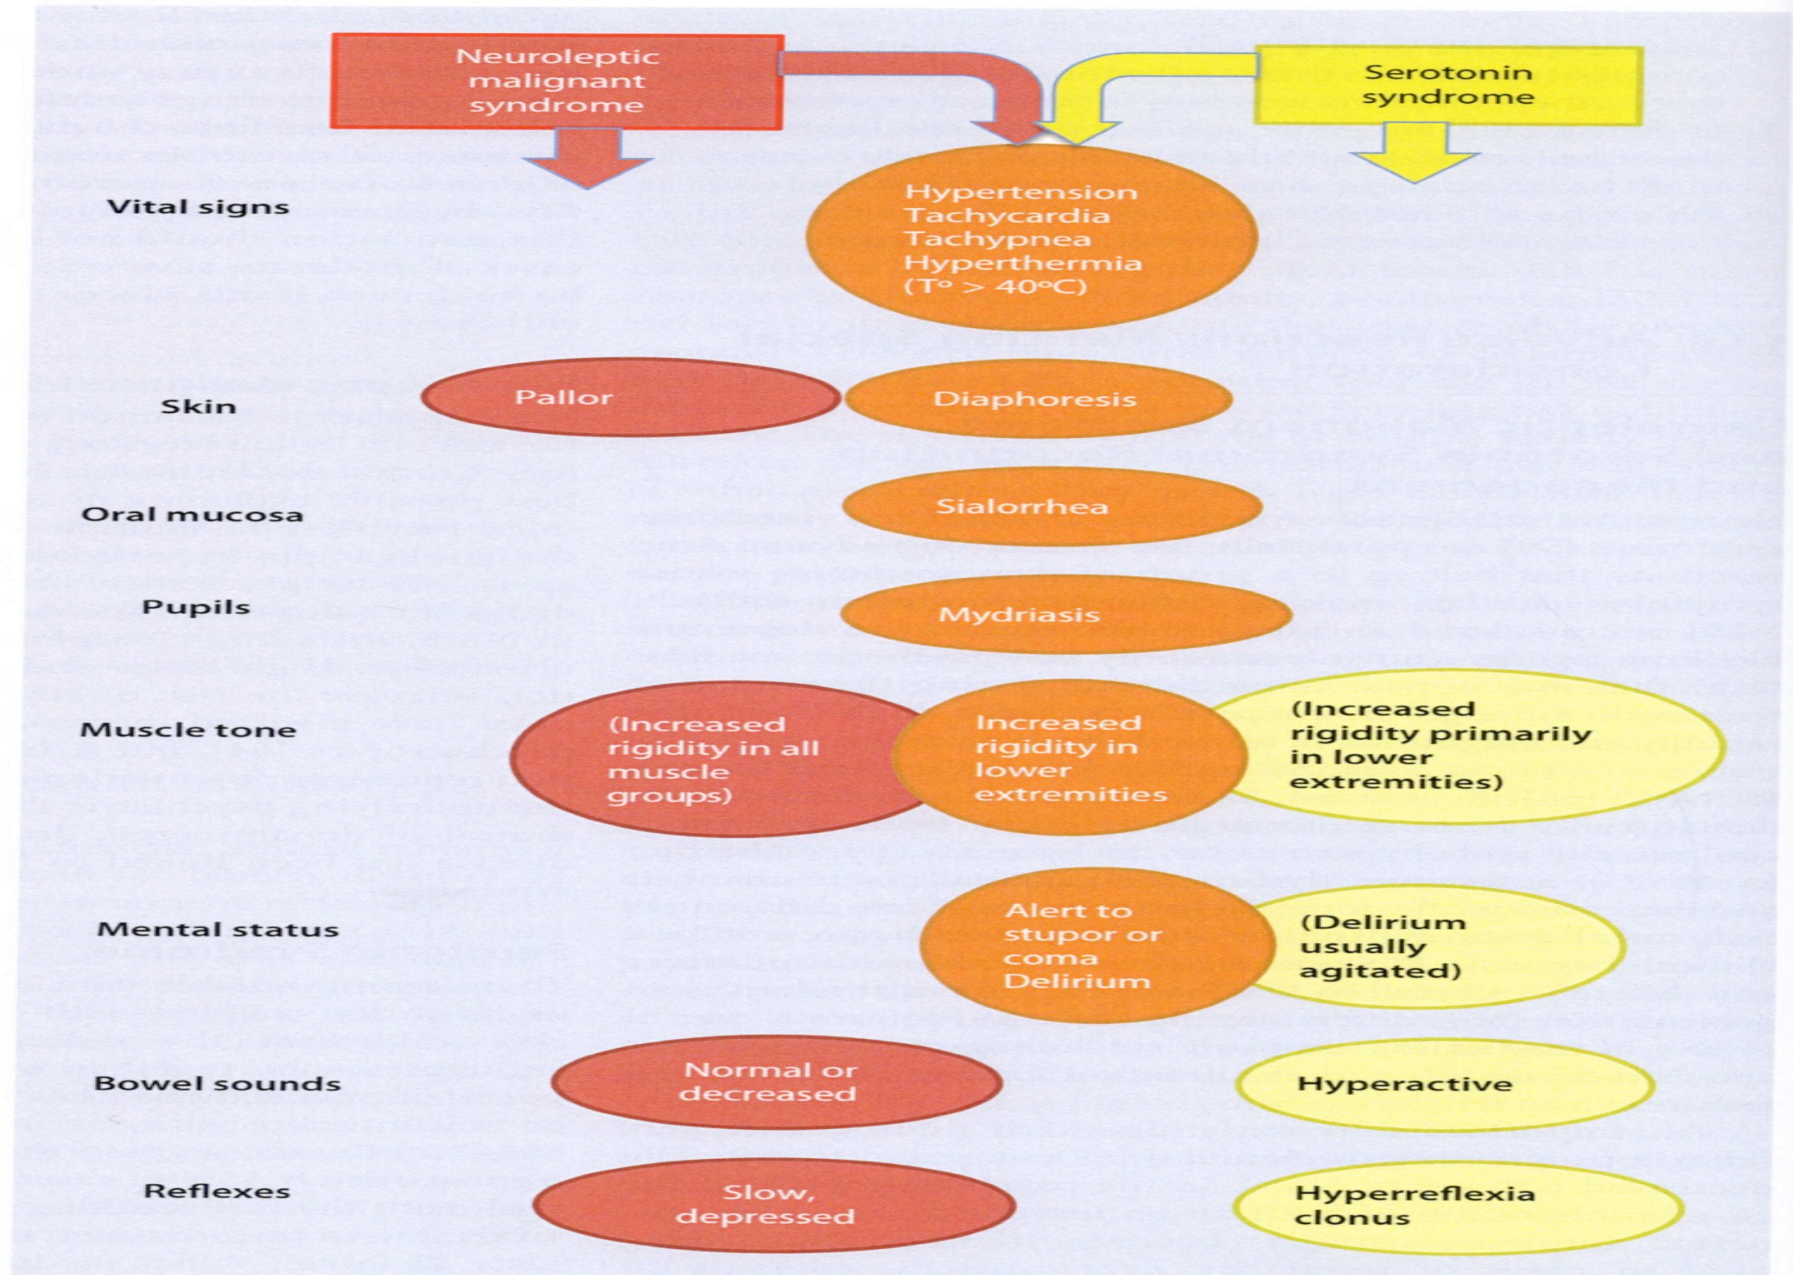 Neuroleptic
malignant
syndrome
Serotonin
syndrome
Vital signs
Hypertension
Tachycardia
Tachypnea
Hyperthermia
(Tº > 40ºC)
Skin
Pallor
Diaphoresis
Oral mucosa
Sialorrhea
Pupils
Mydriasis
Muscle tone
(Increased
rigidity in all
muscle
groups)
Increased
rigidity in
lower
extremities
(Increased
rigidity primarily
in lower
extremities)
Mental status
Alert to
stupor or
coma
Delirium
(Delirium
usually
agitated)
Bowel sounds
Normal or
decreased
Hyperactive
Reflexes
Slow,
depressed
Hyperreflexia
clonus